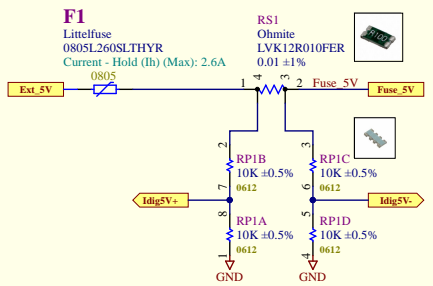 F1
Littelfuse
0805L260SLTHYR
Current - Hold (Ih) (Max): 2.6A
0805
RS1
Ohmite
LVK12R010FER
0.01 ±1%
R100
Ext_5V
1
4
3
2
Fuse_5V
Fuse_5V
2
RP1B
10K ±0.5%
0612
7
3
RP1C
10K ±0.5%
0612
6
Idig5V+
Idig5V-
8
RP1A
10K ±0.5%
0612
1
5
RP1D
10K ±0.5%
0612
4
GND
GND